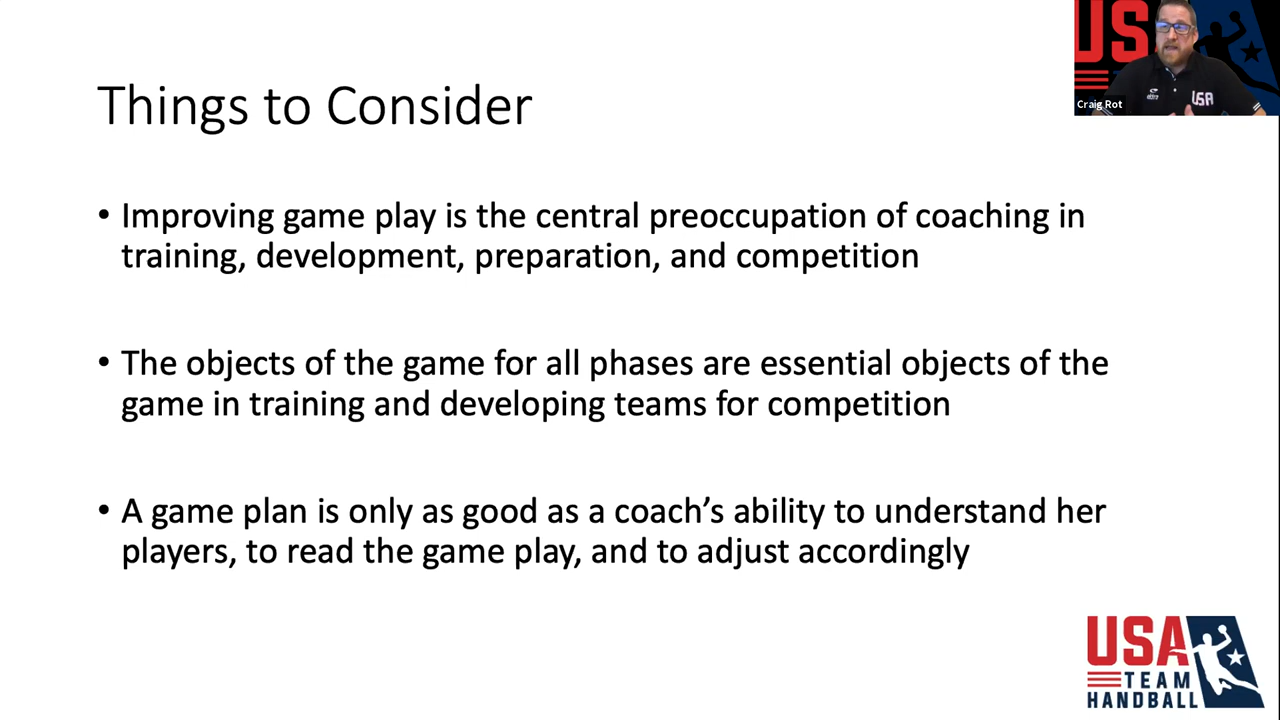 USA
USA
Craig Rot
Things to Consider
• Improving game play is the central preoccupation of coaching in
training, development, preparation, and competition
• The objects of the game for all phases are essential objects of the
game in training and developing teams for competition
• A game plan is only as good as a coach’s ability to understand her
players, to read the game play, and to adjust accordingly
USA
TEAM
HANDBALL